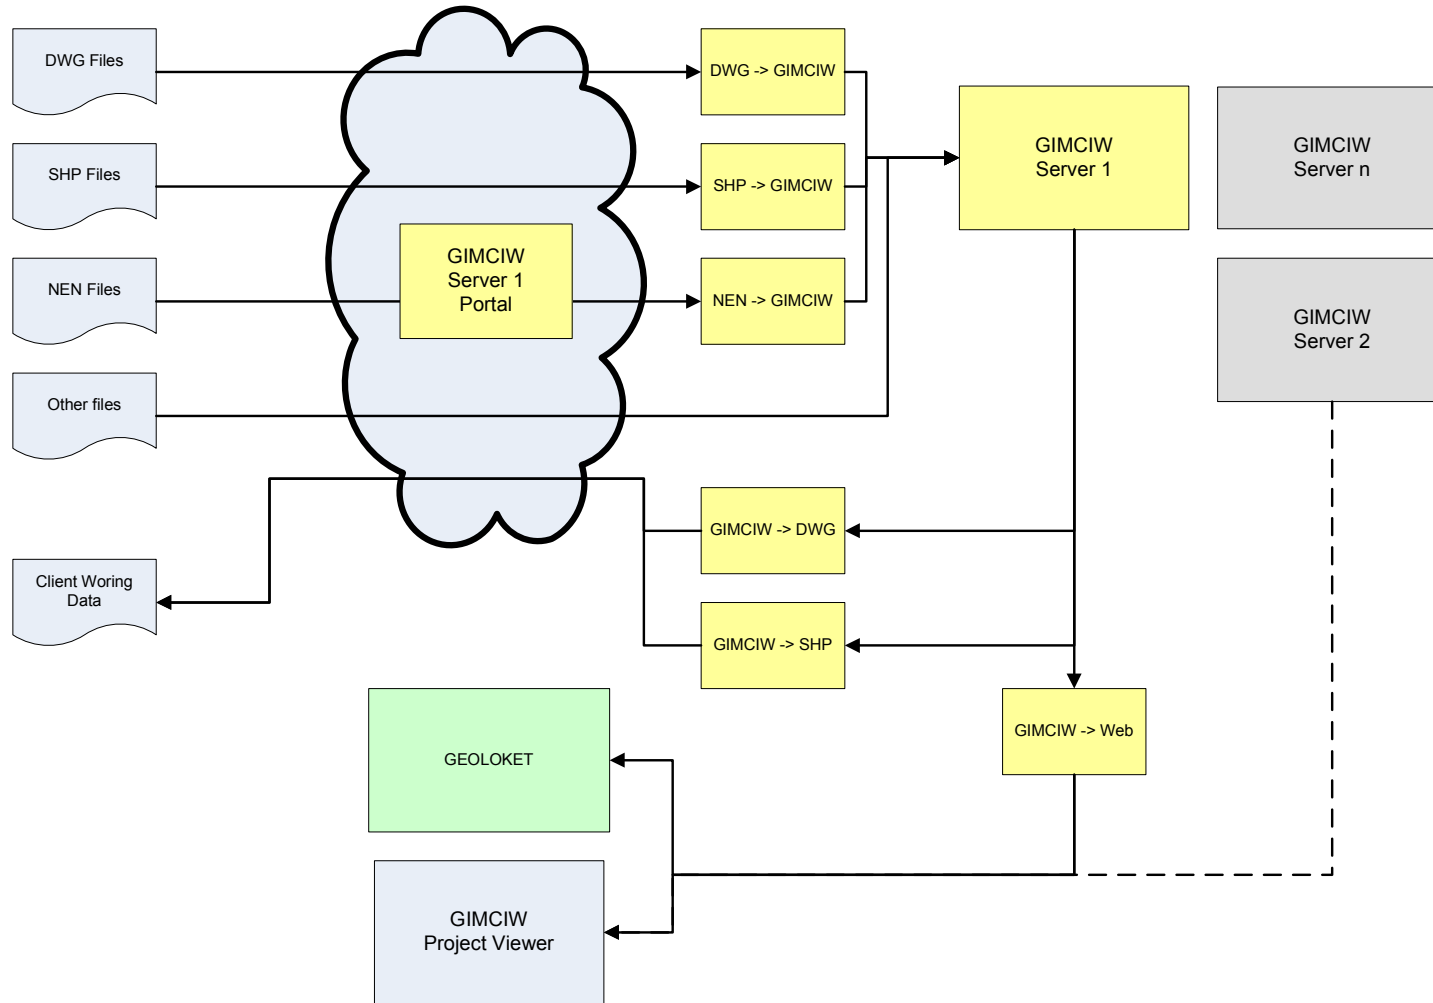 DWG Files
DWG -> GIMCIW
SHP Files
SHP -> GIMCIW
GIMCIW
Server 1
GIMCIW
Server n
NEN Files
GIMCIW
Server 1
Portal
NEN -> GIMCIW
GIMCIW
Server 2
Other files
GIMCIW -> DWG
Client Woring
Data
GIMCIW -> SHP
GIMCIW -> Web
GEOLOKET
GIMCIW
Project Viewer